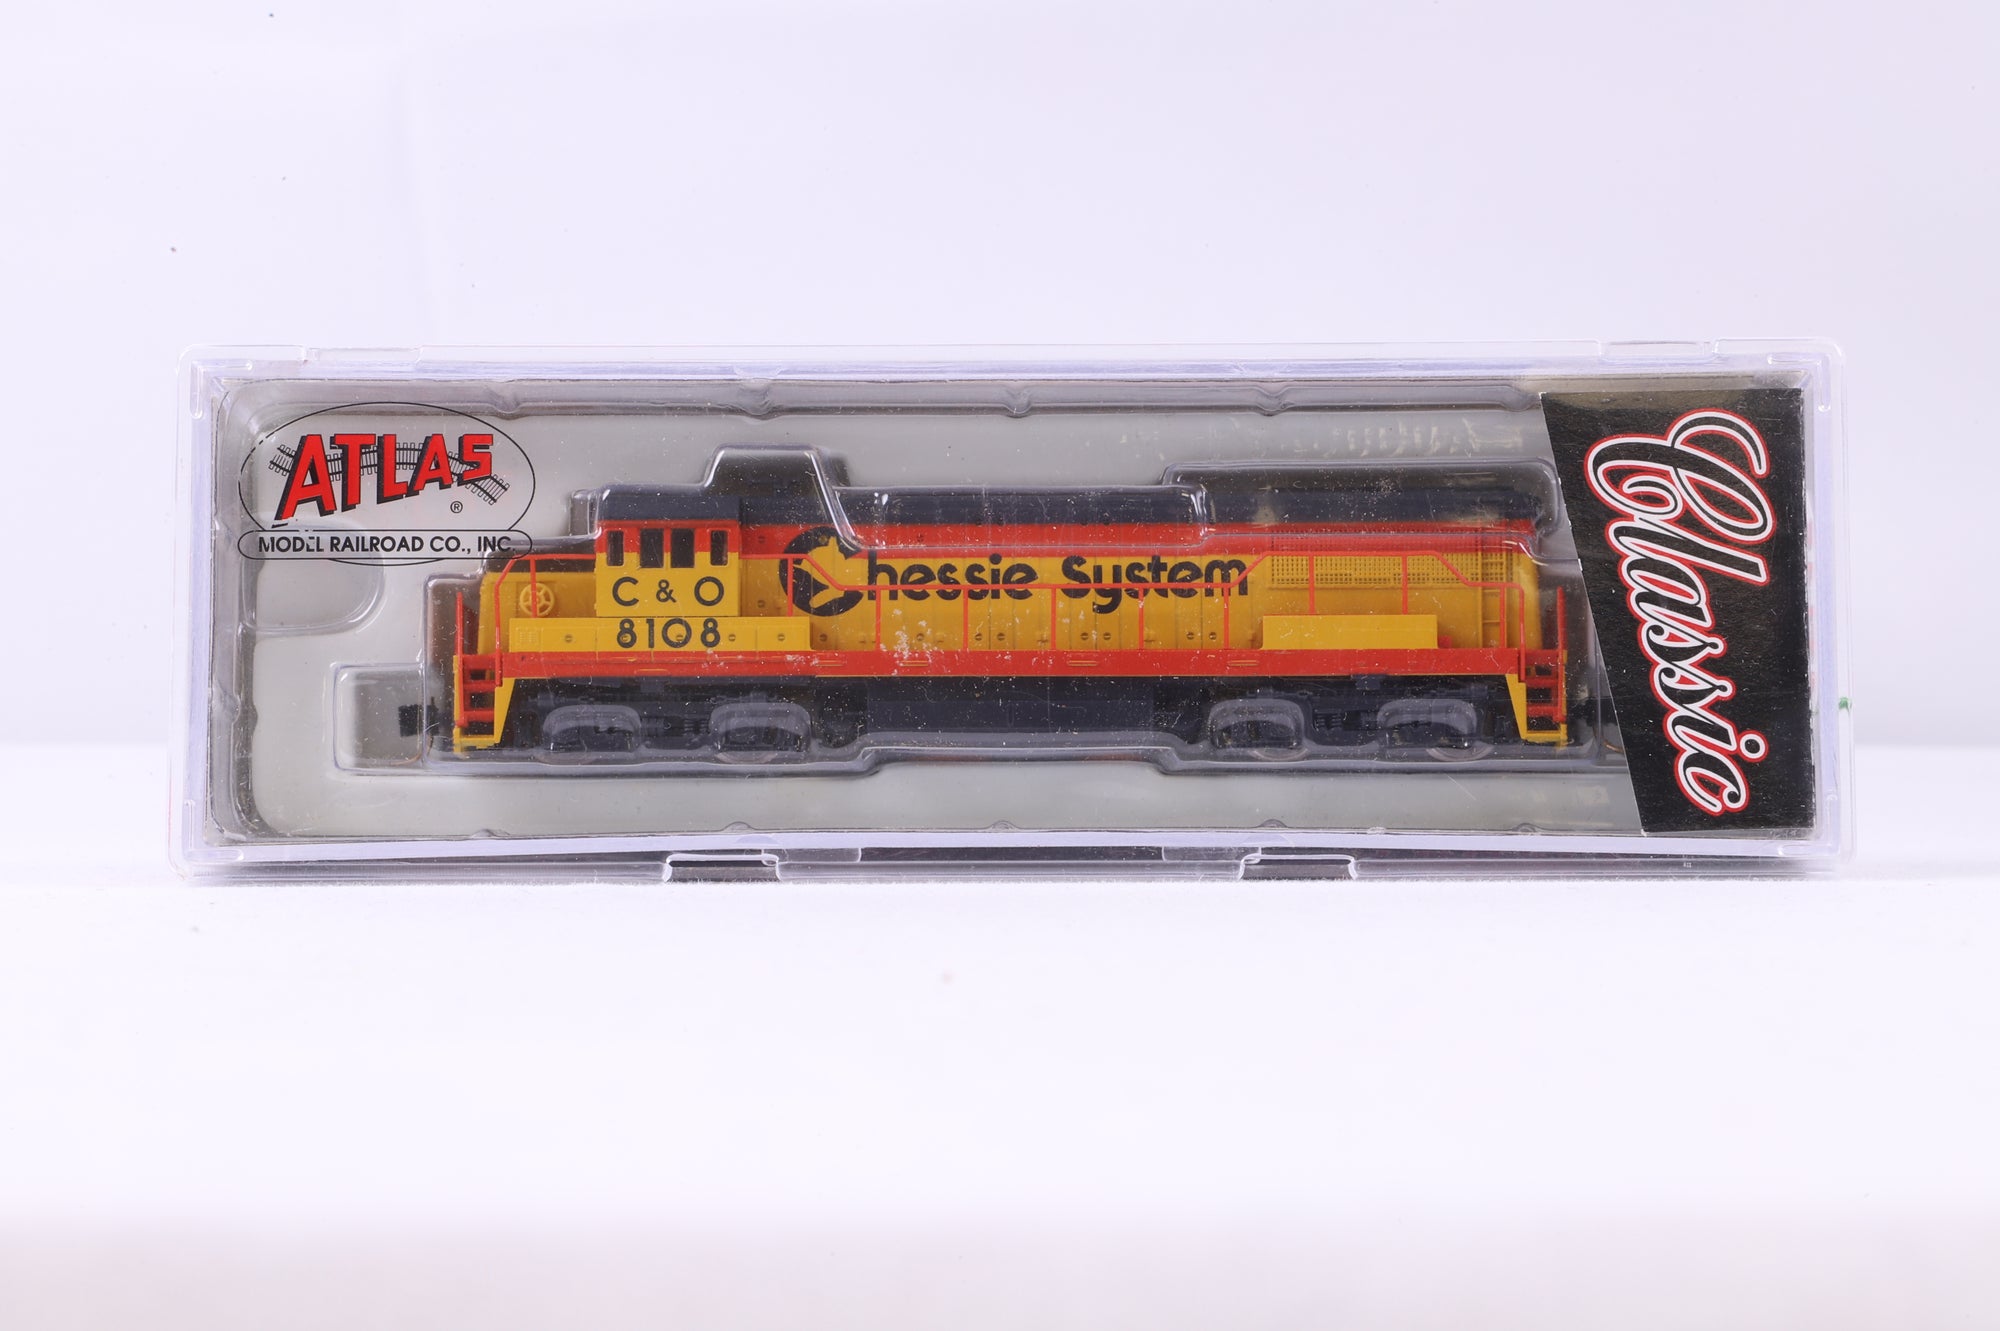 ATLAS
®
MODEL RAILROAD CO., INC.
C & O
8108
Chessie System
Classic